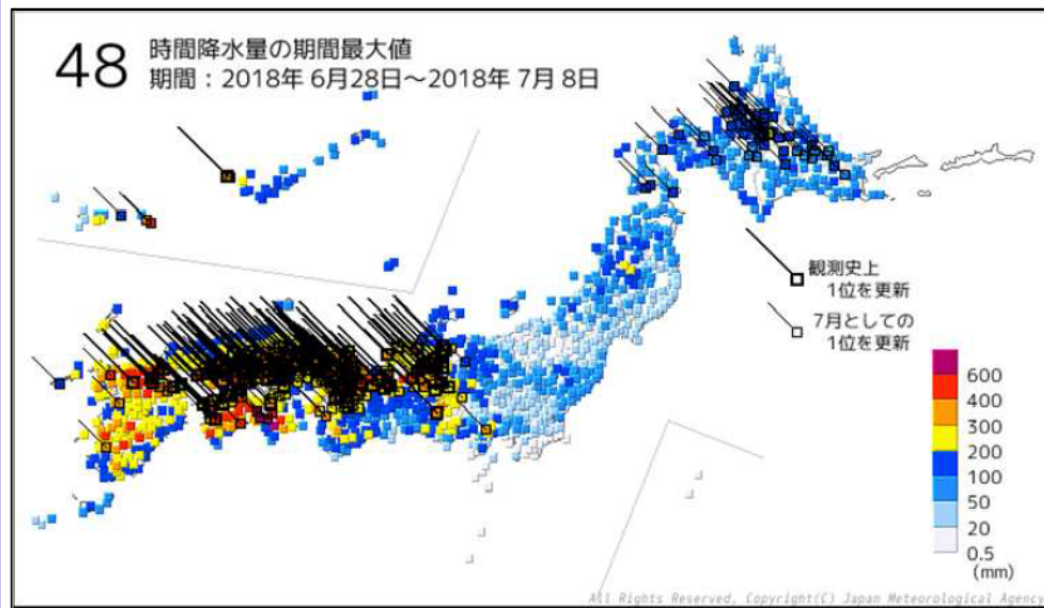 48 時間降水量の期間最大値
期間：2018年 6月28日～2018年 7月 8日
観測史上
1位を更新
7月としての
1位を更新
600
400
300
200
100
50
20
0.5
(mm)
All Rights Reserved, Copyright(C) Japan Meteorological Agency